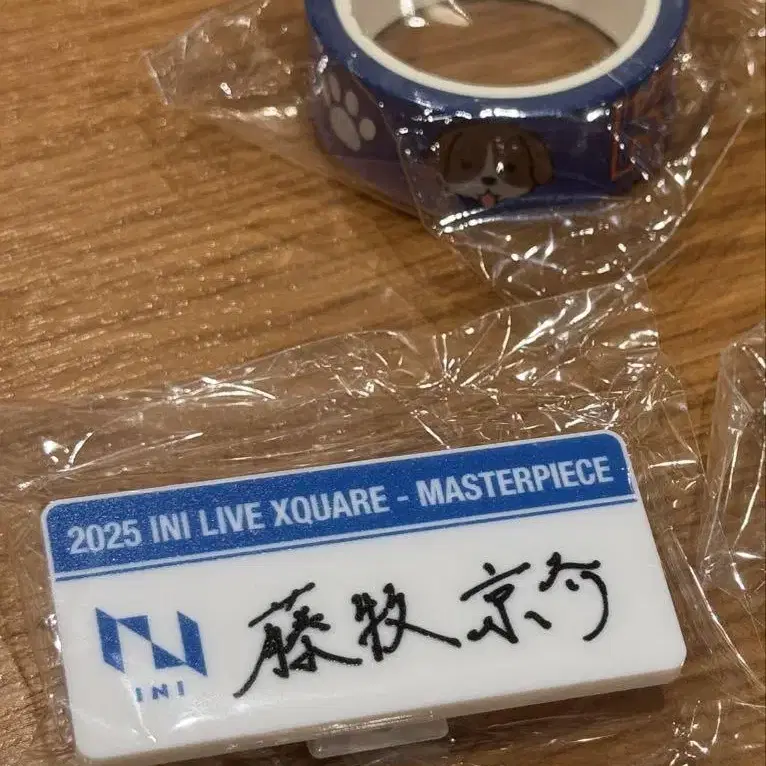 2025 INI LIVE XQUARE - MASTERPIECE
藤牧 京介
INI